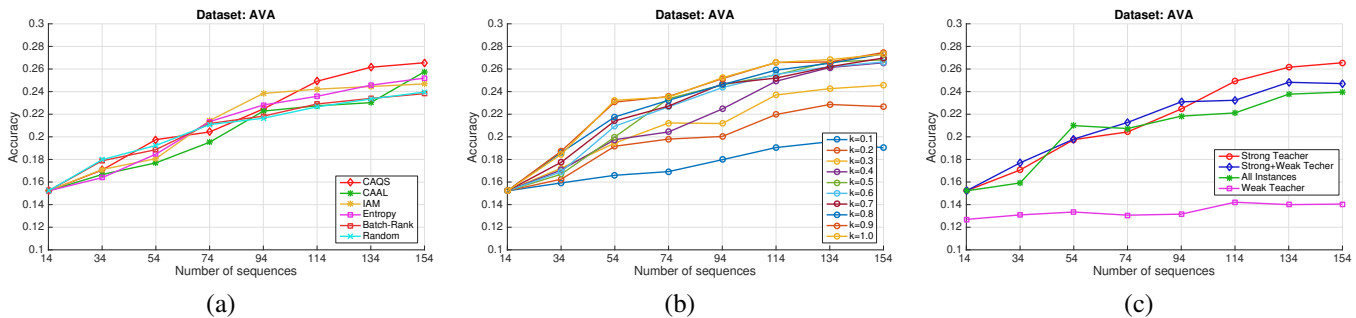 Dataset: AVA
0.3
0.28
0.26
0.24
0.22
0.2
0.18
0.16
0.14
0.12
0.1
Accuracy
14 34 54 74 94 114 134 154
Number of sequences
CAQS
CAAL
IAM
Entropy
Batch-Rank
Random
(a)
Dataset: AVA
0.3
0.28
0.26
0.24
0.22
0.2
0.18
0.16
0.14
0.12
0.1
Accuracy
14 34 54 74 94 114 134 154
Number of sequences
k=0.1
k=0.2
k=0.3
k=0.4
k=0.5
k=0.6
k=0.7
k=0.8
k=0.9
k=1.0
(b)
Dataset: AVA
0.3
0.28
0.26
0.24
0.22
0.2
0.18
0.16
0.14
0.12
0.1
Accuracy
14 34 54 74 94 114 134 154
Number of sequences
Strong Teacher
Strong+Weak Techer
All Instances
Weak Teacher
(c)